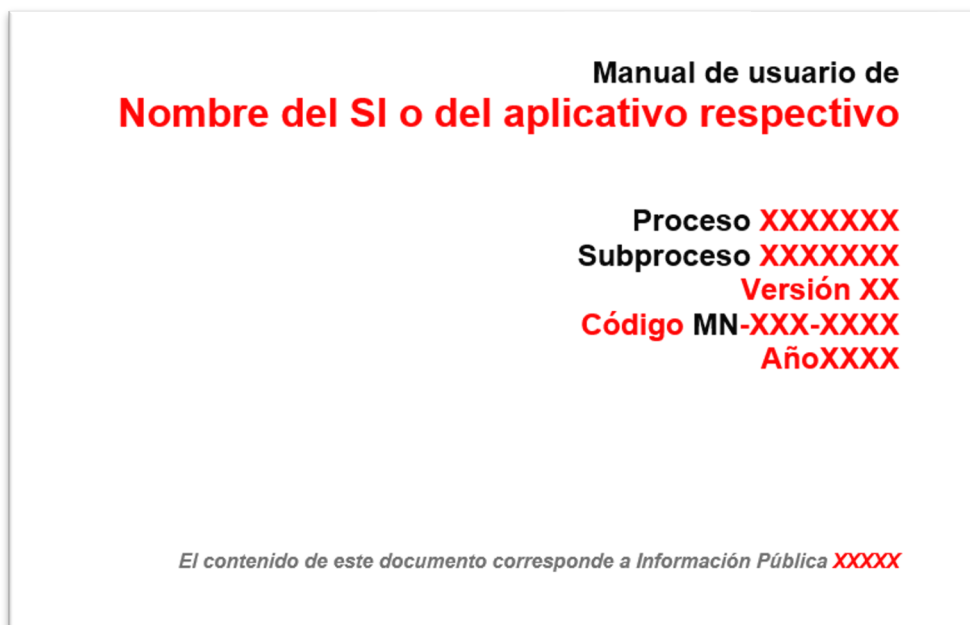 Manual de usuario de
Nombre del SI o del aplicativo respectivo
Proceso XXXXXXX
Subproceso XXXXXXX
Versión XX
Código MN-XXX-XXXX
AñoXXXX
El contenido de este documento corresponde a Información Pública XXXXX